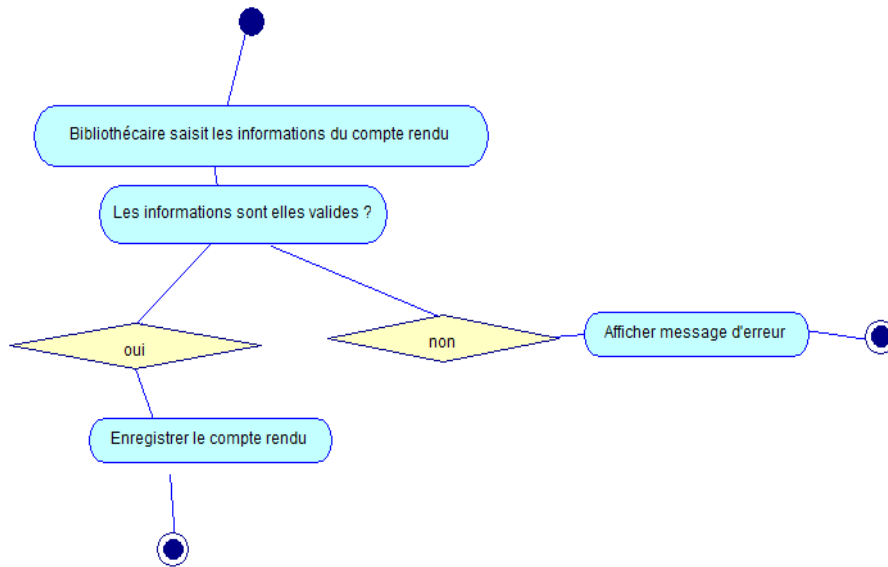 Bibliothécaire saisit les informations du compte rendu
Les informations sont elles valides ?
oui
non
Afficher message d'erreur
Enregistrer le compte rendu